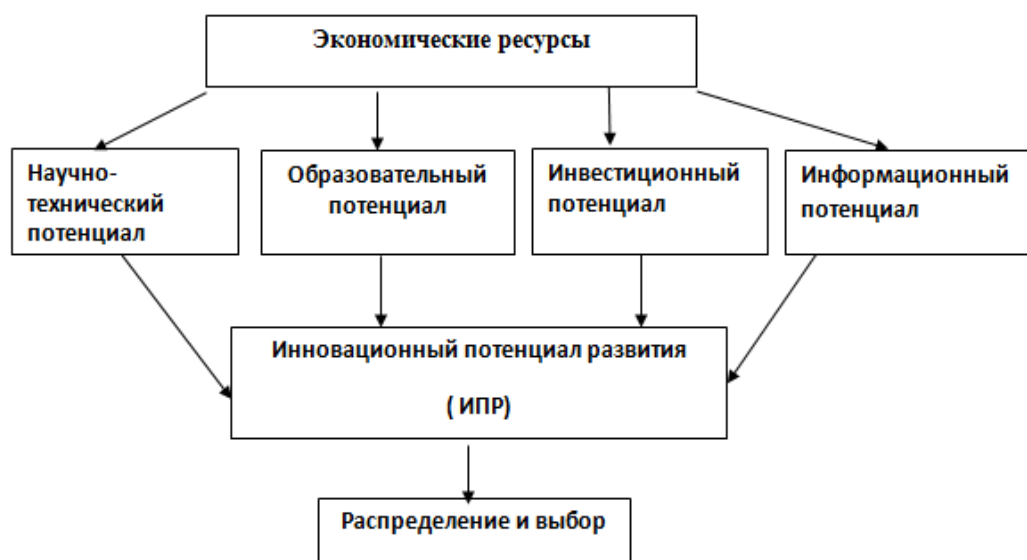 Экономические ресурсы
Научно-
технический
потенциал
Образовательный
потенциал
Инвестиционный
потенциал
Информационный
потенциал
Инновационный потенциал развития
( ИПР)
Распределение и выбор